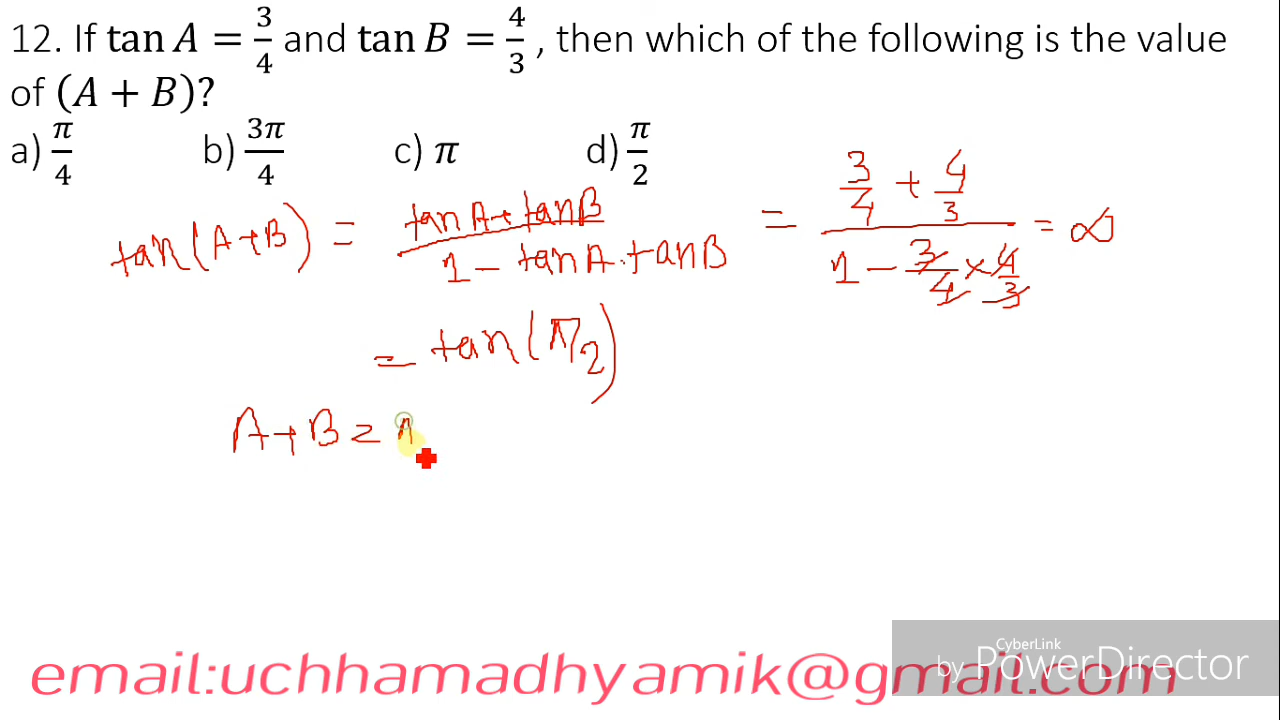 12. If tan A = 3/4 and tan B = 4/3 , then which of the following is the value
of (A + B)?
a) π/4 b) 3π/4 c) π d) π/2
tan(A+B) = tanA+tanB / 1-tanA.tanB = 3/4 + 4/3 / 1 - 3/4 × 4/3 = ∞
= tan(π/2)
A+B =
email:uchhamadhyamik@gmail.com
CyberLink
by PowerDirector